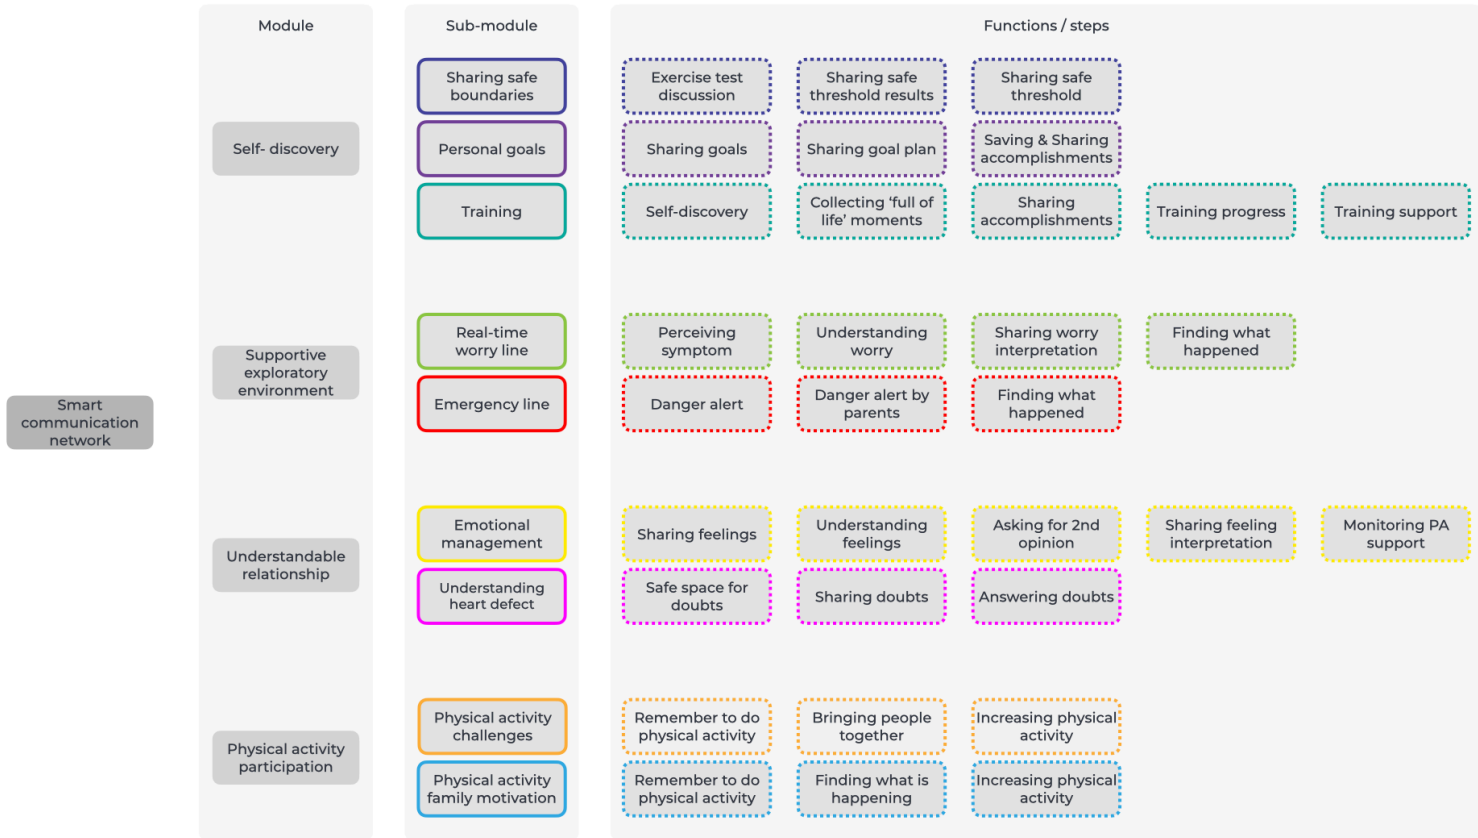 Module
Sub-module
Functions / steps
Sharing safe
boundaries
Exercise test
discussion
Sharing safe
threshold results
Sharing safe
threshold
Self- discovery
Personal goals
Sharing goals
Sharing goal plan
Saving & Sharing
accomplishments
Training
Self-discovery
Collecting ‘full of
life’ moments
Sharing
accomplishments
Training progress
Training support
Supportive
exploratory
environment
Real-time
worry line
Perceiving
symptom
Understanding
worry
Sharing worry
interpretation
Finding what
happened
Emergency line
Danger alert
Danger alert by
parents
Finding what
happened
Smart
communication
network
Understandable
relationship
Emotional
management
Sharing feelings
Understanding
feelings
Asking for 2nd
opinion
Sharing feeling
interpretation
Monitoring PA
support
Understanding
heart defect
Safe space for
doubts
Sharing doubts
Answering doubts
Physical activity
participation
Physical activity
challenges
Remember to do
physical activity
Bringing people
together
Increasing physical
activity
Physical activity
family motivation
Remember to do
physical activity
Finding what is
happening
Increasing physical
activity